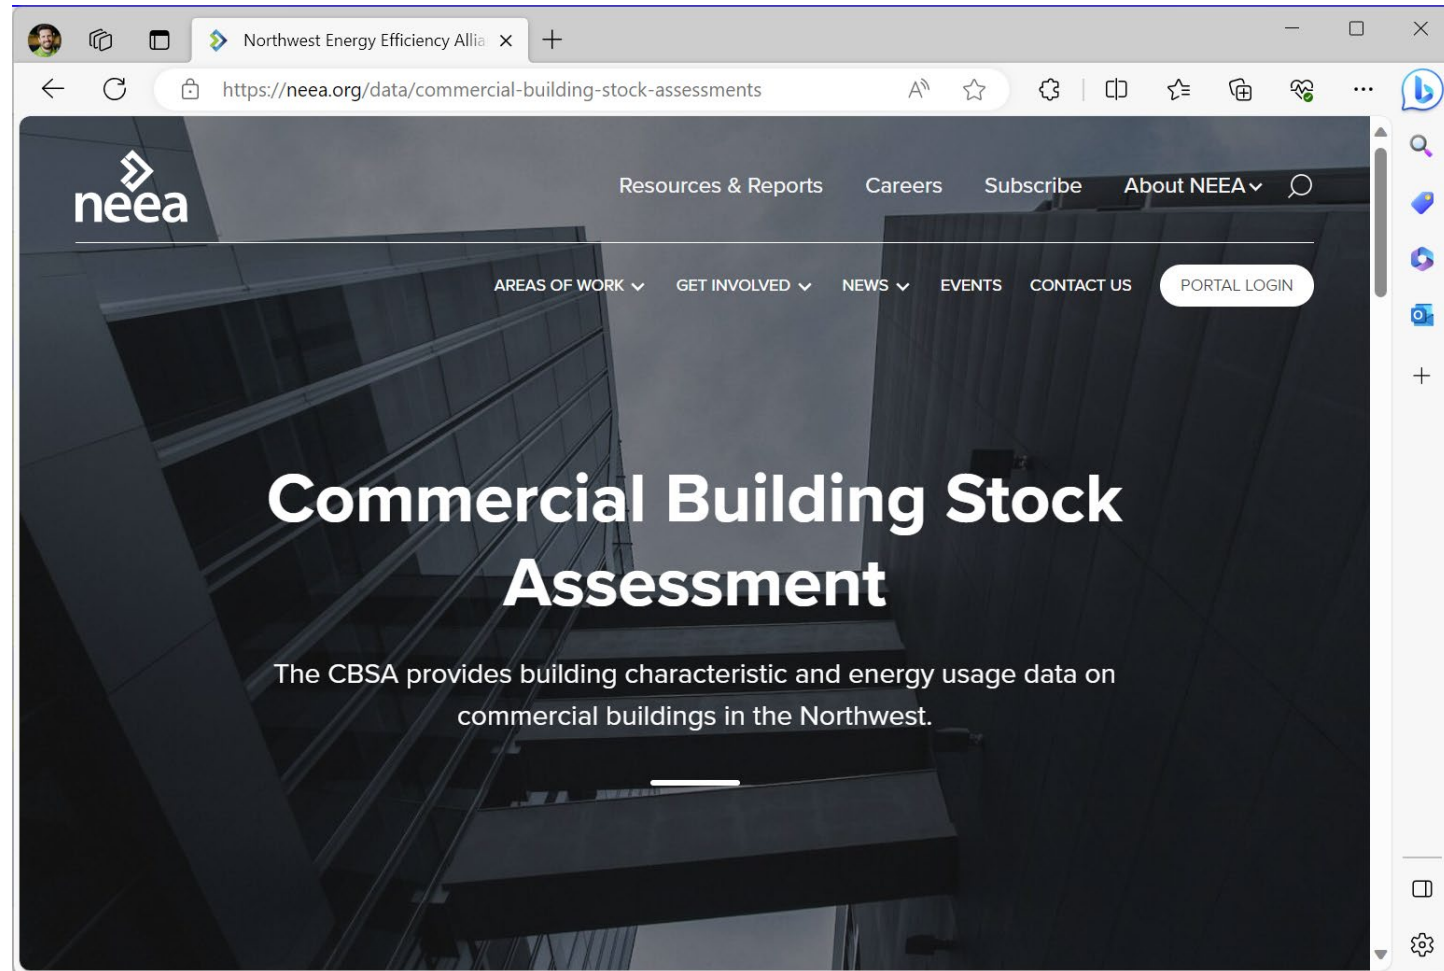 Northwest Energy Efficiency Allia
https://neea.org/data/commercial-building-stock-assessments
neea
Resources & Reports Careers Subscribe About NEEA
AREAS OF WORK GET INVOLVED NEWS EVENTS CONTACT US PORTAL LOGIN
Commercial Building Stock
Assessment
The CBSA provides building characteristic and energy usage data on
commercial buildings in the Northwest.